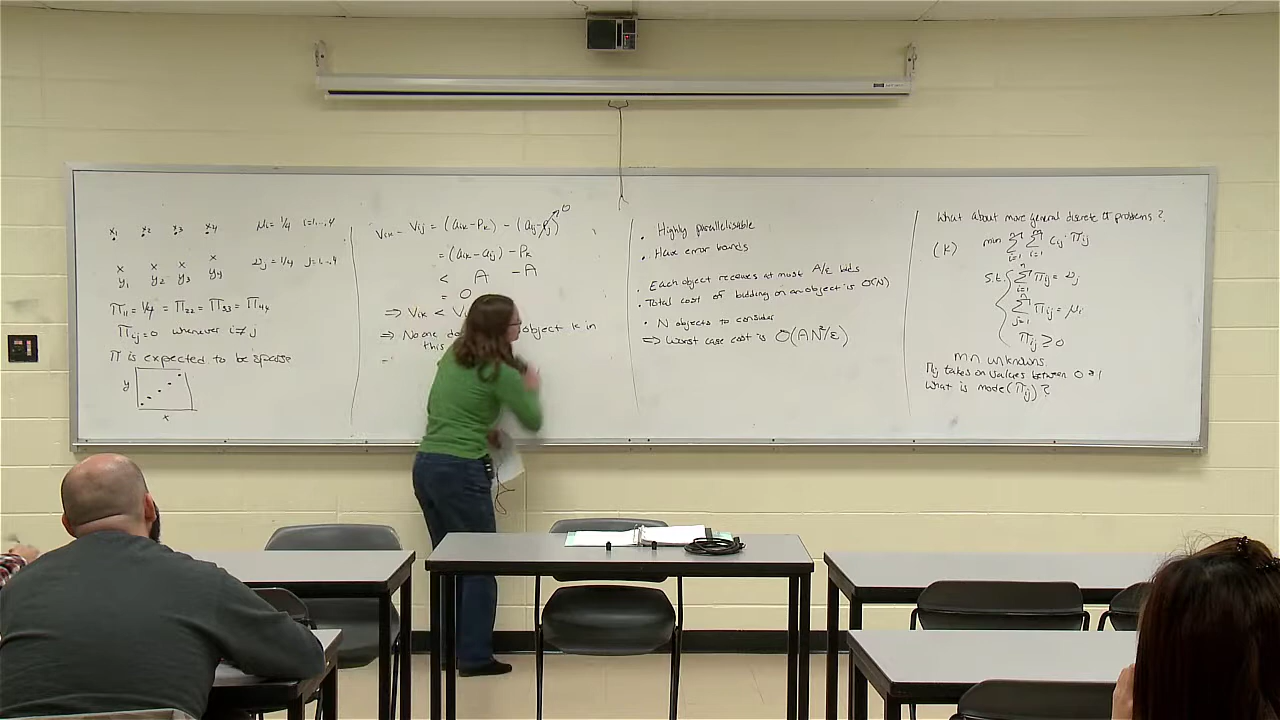 x₁ x₂ x₃ x₄ μᵢ = 1/4 i=1,...,4
x x x x
y₁ y₂ y₃ y₄ νⱼ = 1/4 j=1,...,4
π₁₁ = 1/4 = π₂₂ = π₃₃ = π₄₄
πᵢⱼ = 0 whenever i≠j
π is expected to be sparse
y
x
Vᵢₖ - Vᵢⱼ = (aᵢₖ - Pₖ) - (aᵢⱼ - Pⱼ) 0
= (aᵢₖ - aᵢⱼ) - Pₖ
< A - A
= 0
⇒ Vᵢₖ < V
⇒ No one object k in
this
• Highly parallelisable
• Have error bounds
• Each object receives at most A/ε bids
• Total cost of bidding on an object is O(N)
• N objects to consider
⇒ Worst case cost is O(AN²/ε)
What about more general discrete OT problems?
(K) min Σ Σ Cᵢⱼ πᵢⱼ
s.t. Σ πᵢⱼ = νⱼ
Σ πᵢⱼ = μᵢ
πᵢⱼ ≥ 0
mn unknowns
πᵢⱼ takes on values between 0 & 1
What is mode(πᵢⱼ)?